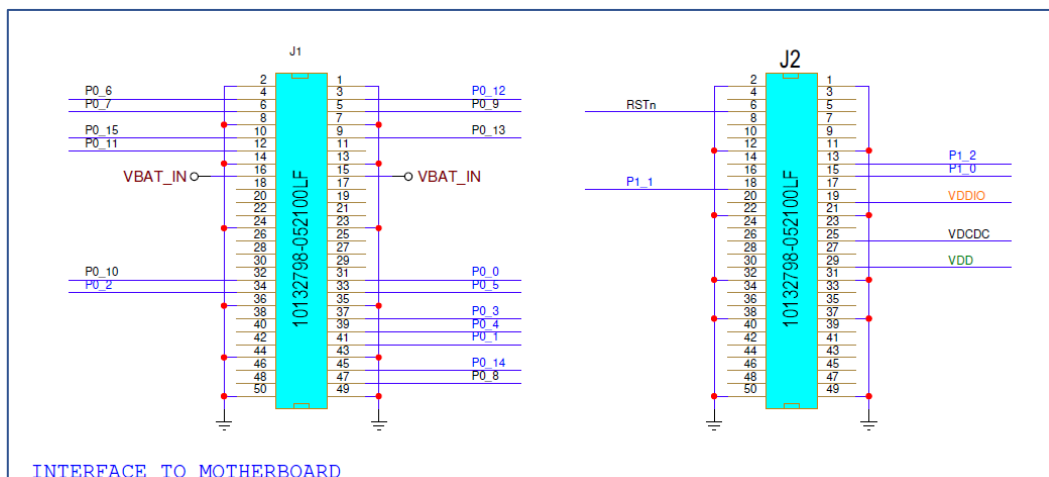 J1
J2
2 1
P0_6 4 3 P0_12
P0_7 6 5 P0_9
8 7
P0_15 10 9 P0_13
P0_11 12 11
14 13
VBAT_IN 16 15 VBAT_IN
18 17
20 19
22 21
24 23
26 25
28 27
30 29
P0_10 32 31 P0_0
P0_2 34 33 P0_5
36 35
38 37 P0_3
40 39 P0_4
42 41 P0_1
44 43
46 45 P0_14
48 47 P0_8
50 49
10132798-052100LF
2 1
4 3
RSTn 6 5
8 7
10 9
12 11
14 13 P1_2
16 15 P1_0
P1_1 18 17
20 19 VDDIO
22 21
24 23
26 25 VDCDC
28 27
30 29 VDD
32 31
34 33
36 35
38 37
40 39
42 41
44 43
46 45
48 47
50 49
10132798-052100LF
INTERFACE TO MOTHERBOARD